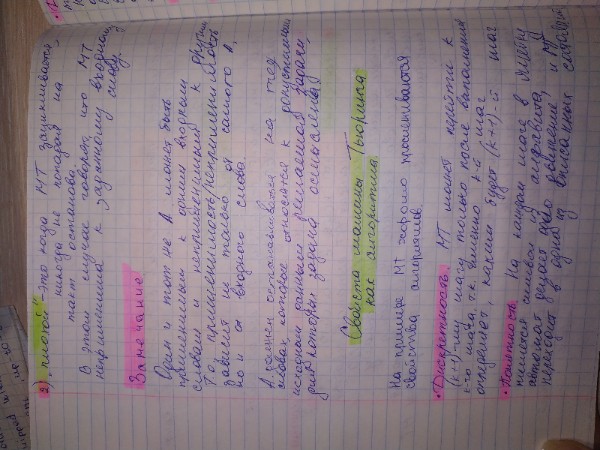 2) „плохой" – это когда МТ зацикливается,
никогда не попадая на
такт останова.
В этом случае говорят, что МТ
неприменима к заданному входному
слову.
Замечание
Один и тот же А может быть
применимым к одним входным
словам и неприменимым к другим
Т.о. применимость/неприменимость
зависит не только от самого А,
но и от входного слова.
А должен останавливаться на тех
словах, которое относятся к допустимым
исходным данным решаемой задачи,
для которых задача осмысленна
Свойста машины Тьюринга
как алгоритма.
На примере МТ хорошо прослеживаются
свойства алгоритмов.
• Дискретность. МТ может перейти к
(k+1)-му шагу только после выполнения
k-го шага, т.к. именно k-й шаг
определяет, каким будет (k+1)-й шаг
• Понятность. На каждом шаге в ячейку
пишется символ из алфавита,
автомат делает одно движение, и МТ
переходит в одно из описанных состояний